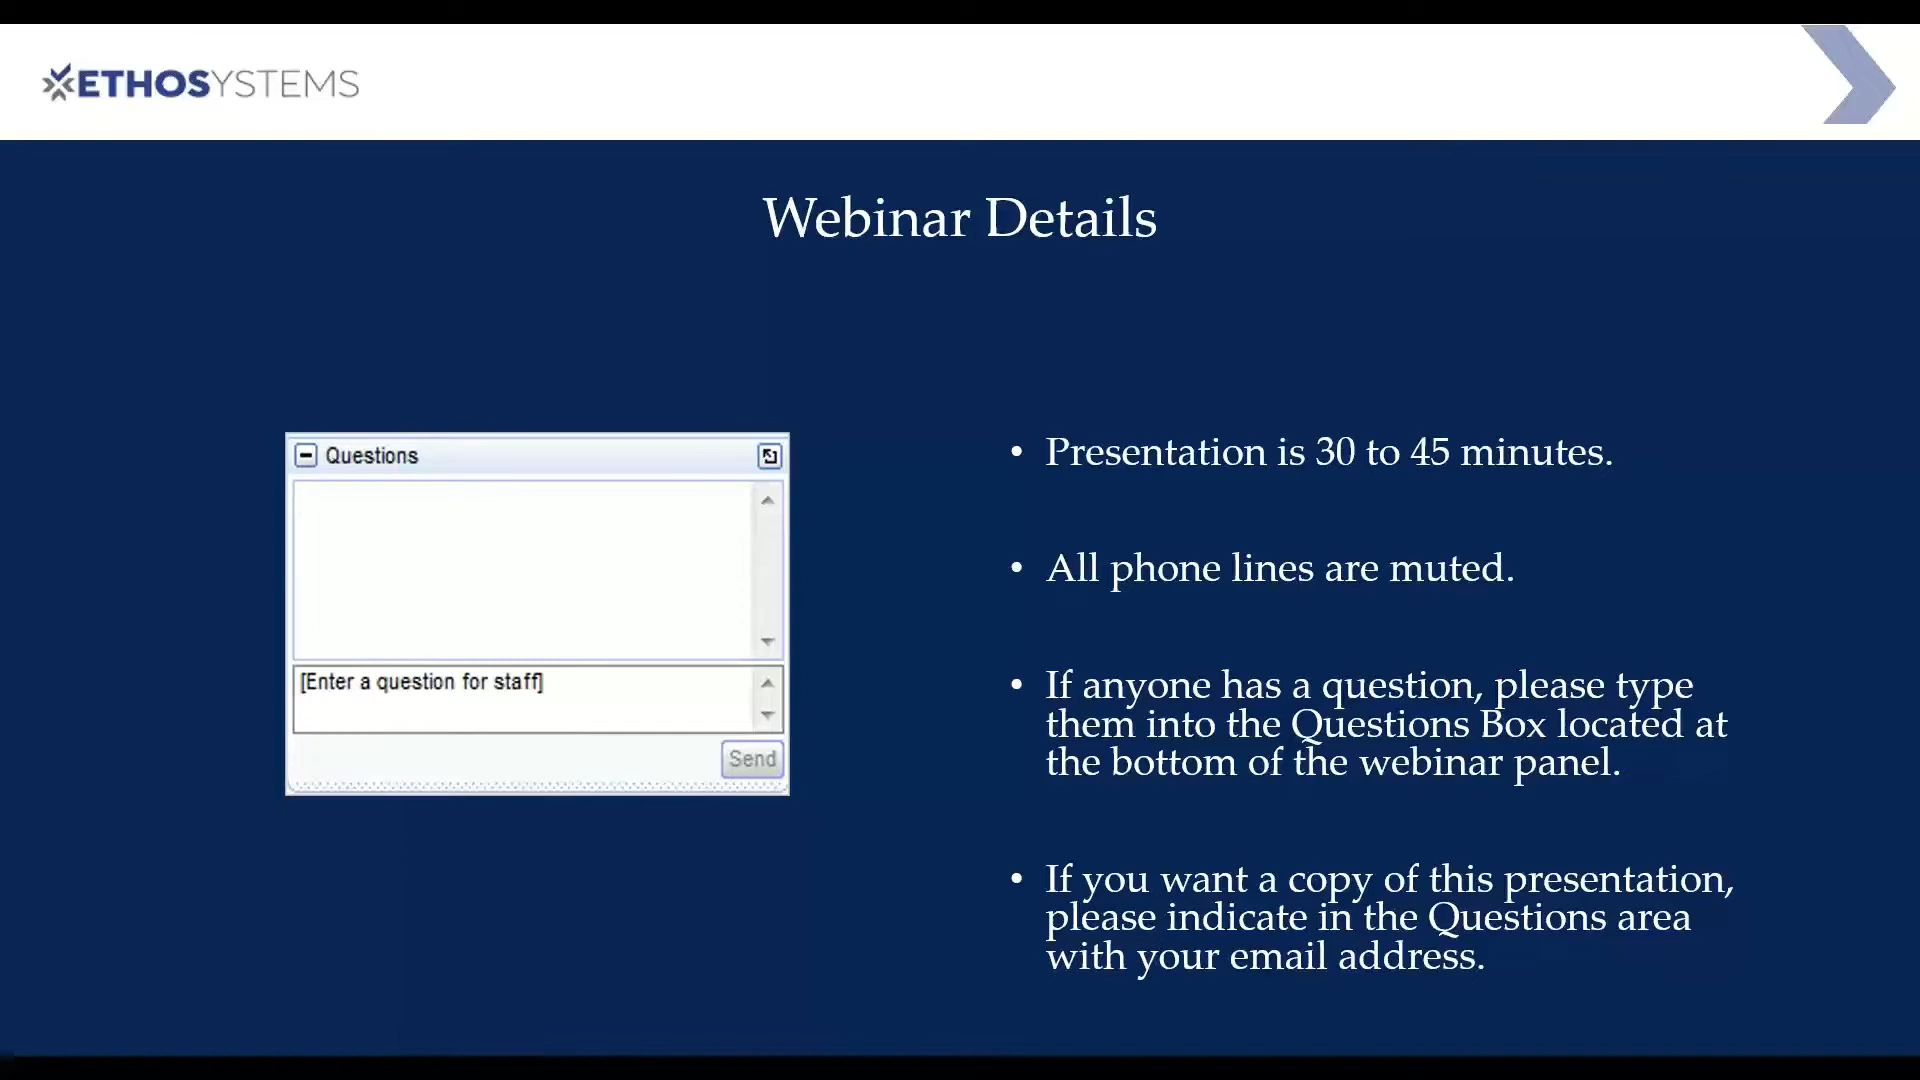 ETHOSYSTEMS
Webinar Details
Questions
[Enter a question for staff]
Send
• Presentation is 30 to 45 minutes.
• All phone lines are muted.
• If anyone has a question, please type
them into the Questions Box located at
the bottom of the webinar panel.
• If you want a copy of this presentation,
please indicate in the Questions area
with your email address.